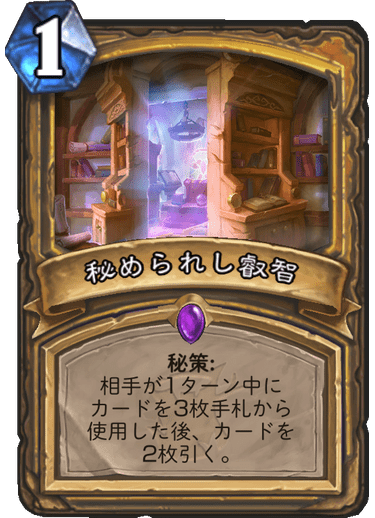 1
秘められし叡智
秘策:
相手が1ターン中に
カードを3枚手札から
使用した後、カードを
2枚引く。